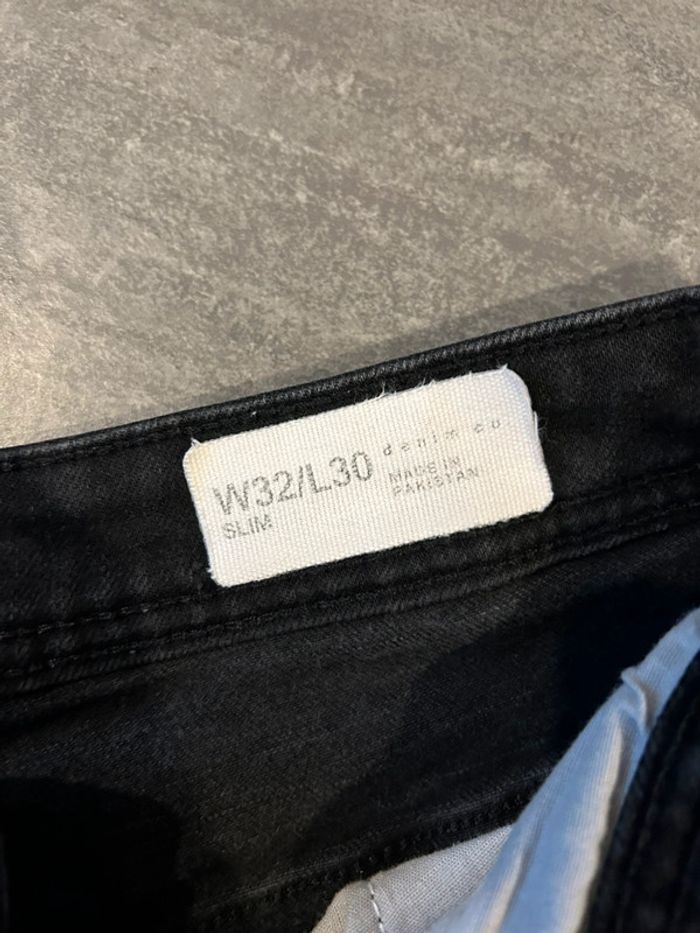 denim co
W32/L30
MADE IN
PAKISTAN
SLIM